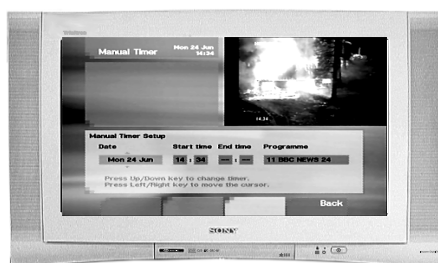 Manual Timer
Mon 24 Jun
14:34
14:34
Manual Timer Setup
Date Start time End time Programme
Mon 24 Jun 14 : 34 -- : -- 11 BBC NEWS 24
Press Up/Down key to change timer.
Press Left/Right key to move the cursor.
Back
SONY